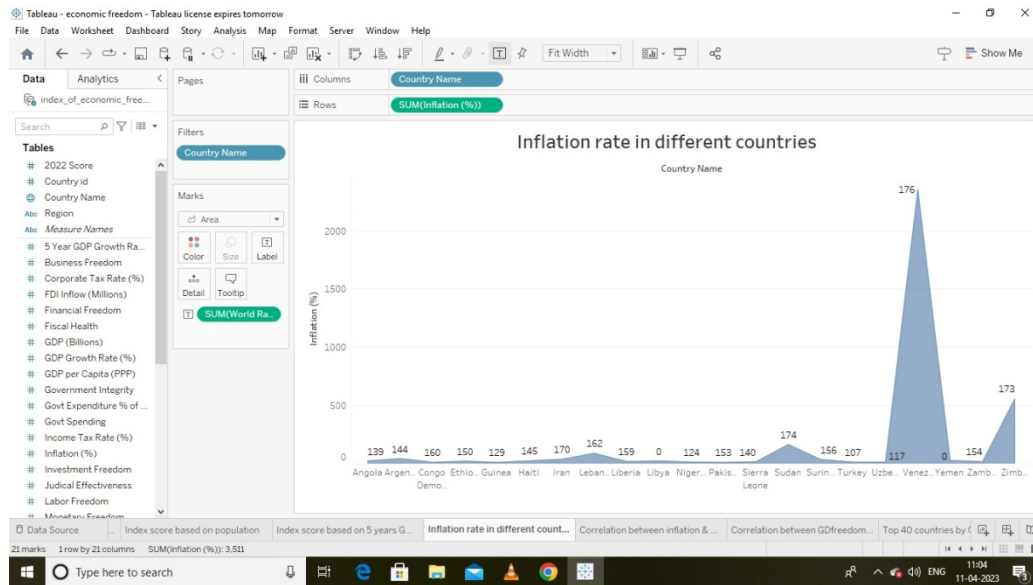 Tableau - economic freedom - Tableau license expires tomorrow
File Data Worksheet Dashboard Story Analysis Map Format Server Window Help
Fit Width
Show Me
Data Analytics
index_of_economic_free...
Search
Tables
# 2022 Score
# Country id
Country Name
Abc Region
Abc Measure Names
# 5 Year GDP Growth Ra...
# Business Freedom
# Corporate Tax Rate (%)
# FDI Inflow (Millions)
# Financial Freedom
# Fiscal Health
# GDP (Billions)
# GDP Growth Rate (%)
# GDP per Capita (PPP)
# Government Integrity
# Govt Expenditure % of ...
# Govt Spending
# Income Tax Rate (%)
# Inflation (%)
# Investment Freedom
# Judical Effectiveness
# Labor Freedom
# Monetary Freedom
Pages
Filters
Country Name
Marks
Area
Color Size Label
Detail Tooltip
SUM(World Ra..
Columns Country Name
Rows SUM(Inflation (%))
Inflation rate in different countries
Country Name
Inflation (%)
2000
1500
1000
500
0
139 144 160 150 129 145 170 162 159 0 124 153 140 174 156 107 117 176 0 154 173
Angola Argen.. Congo Ethio.. Guinea Haiti Iran Leban.. Liberia Libya Niger.. Pakis.. Sierra Sudan Surin.. Turkey Uzbe.. Venez.. Yemen Zamb.. Zimb..
Demo.. Leone
Data Source Index score based on population Index score based on 5 years G... Inflation rate in different count... Correlation between inflation & ... Correlation between GDfreedom... Top 40 countries by
21 marks 1 row by 21 columns SUM(Inflation (%)): 3,511
Type here to search
ENG
11:04
11-04-2023